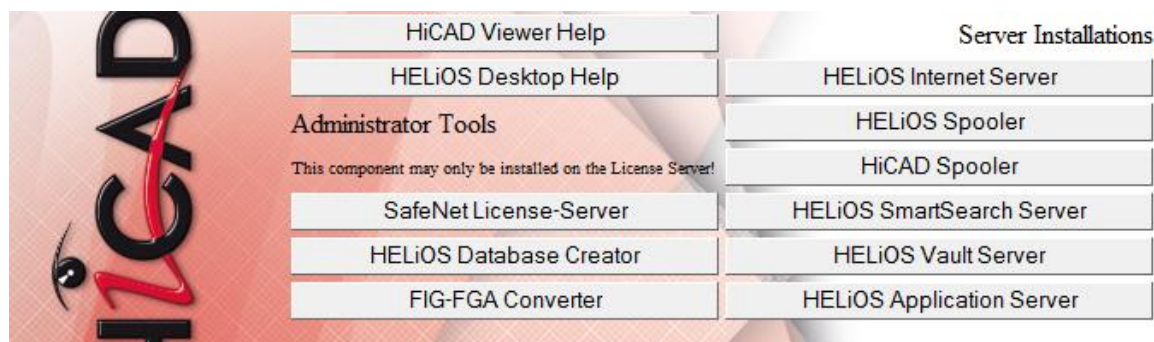 HiCAD
HiCAD Viewer Help
HELiOS Desktop Help
Administrator Tools
This component may only be installed on the License Server!
SafeNet License-Server
HELiOS Database Creator
FIG-FGA Converter
Server Installations
HELiOS Internet Server
HELiOS Spooler
HiCAD Spooler
HELiOS SmartSearch Server
HELiOS Vault Server
HELiOS Application Server